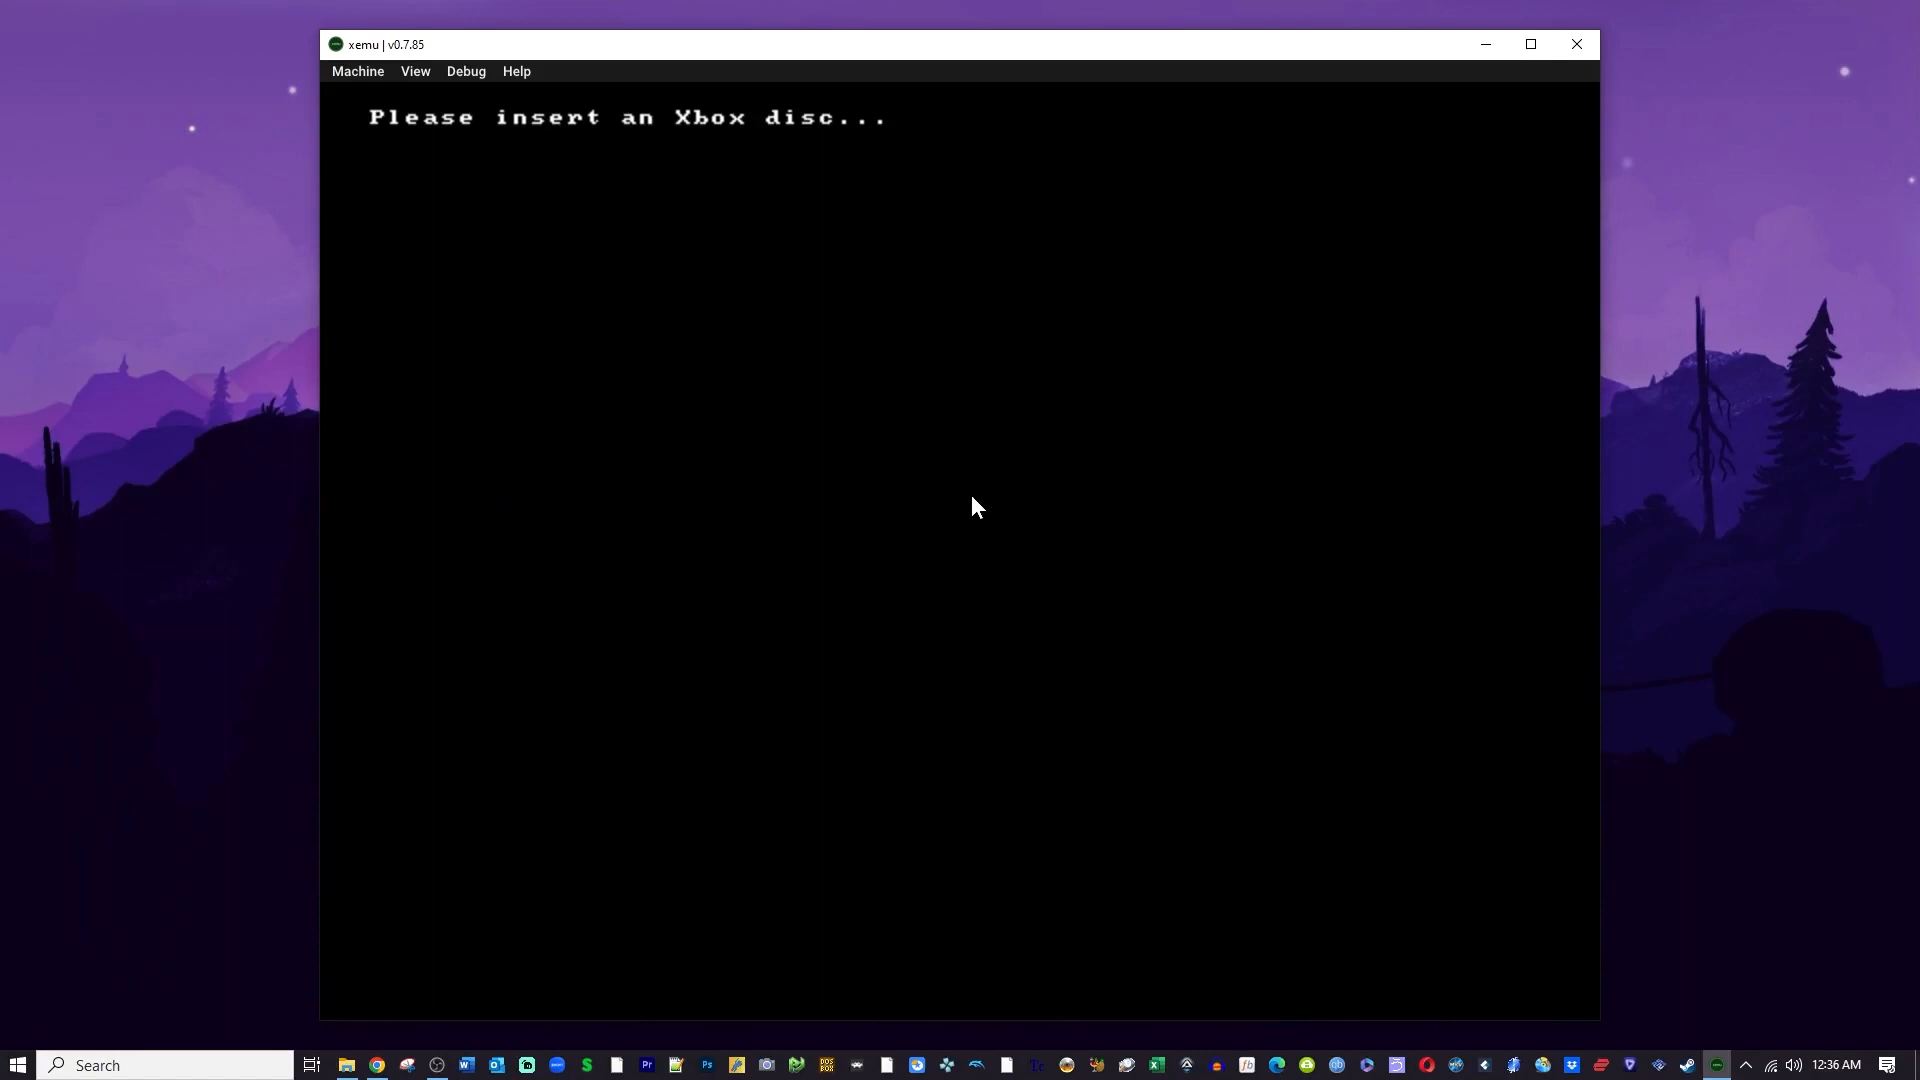 xemu | v0.7.85
Machine View Debug Help
Please insert an Xbox disc...
Search
12:36 AM